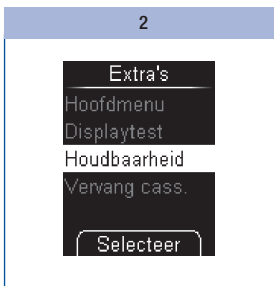 2
Extra's
Hoofdmenu
Displaytest
Houdbaarheid
Vervang cass.
Selecteer